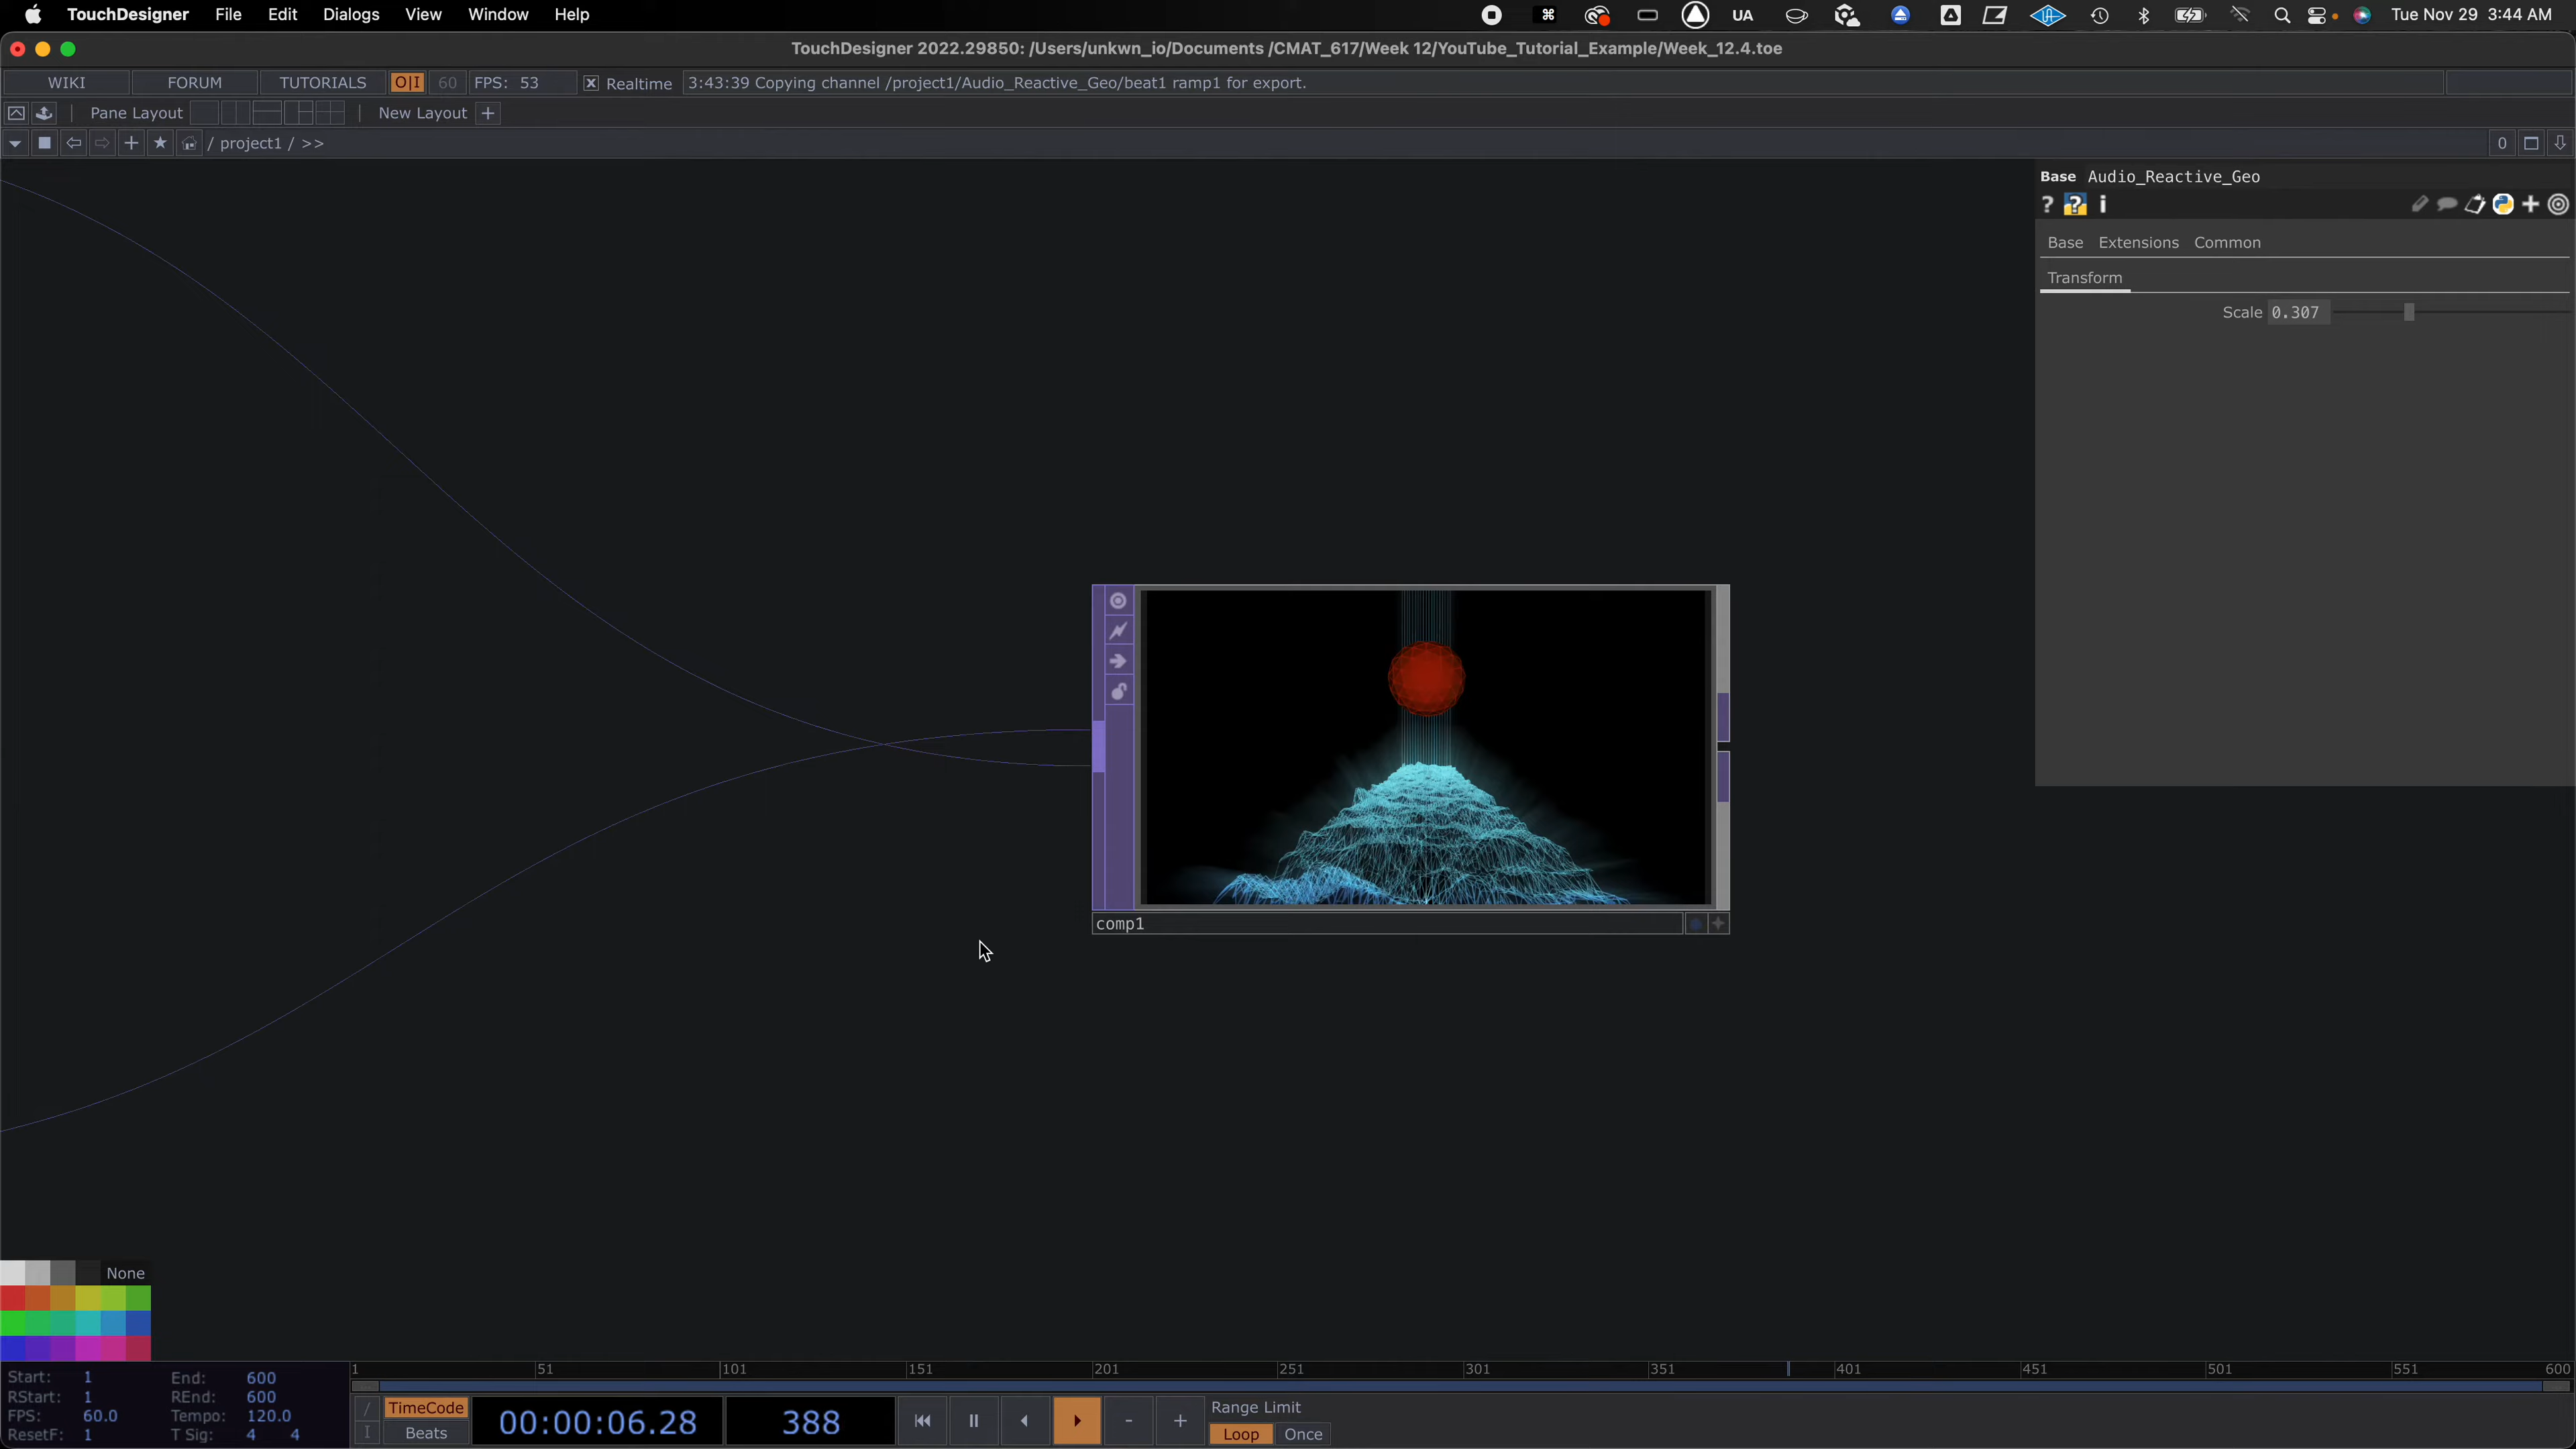 TouchDesigner File Edit Dialogs View Window Help UA Tue Nov 29 3:44 AM
TouchDesigner 2022.29850: /Users/unkwn_io/Documents /CMAT_617/Week 12/YouTube_Tutorial_Example/Week_12.4.toe
WIKI FORUM TUTORIALS O|I 60 FPS: 53 Realtime 3:43:39 Copying channel /project1/Audio_Reactive_Geo/beat1 ramp1 for export.
Pane Layout New Layout +
/ project1 / >> 0
Base Audio_Reactive_Geo
? ? i
Base Extensions Common
Transform
Scale 0.307
comp1
None
1 51 101 151 201 251 301 351 401 451 501 551 600
Start: 1 End: 600
RStart: 1 REnd: 600
FPS: 60.0 Tempo: 120.0
ResetF: 1 T Sig: 4 4
/ TimeCode
I Beats
00:00:06.28 388
- +
Range Limit
Loop Once